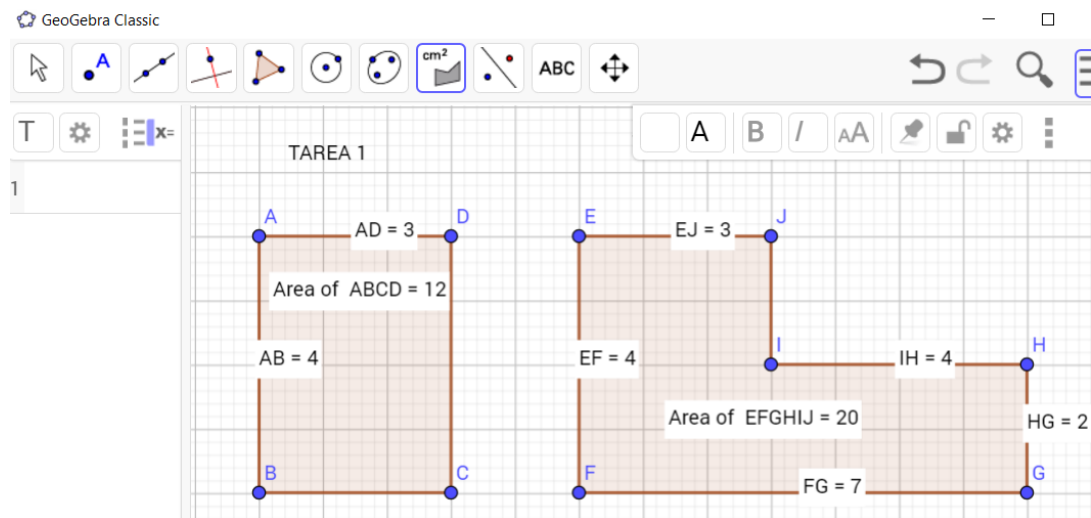 GeoGebra Classic
A
cm²
ABC
T
x=
A
B
I
AA
1
TAREA 1
A
AD = 3
D
E
EJ = 3
J
Area of ABCD = 12
AB = 4
EF = 4
I
IH = 4
H
Area of EFGHIJ = 20
HG = 2
B
C
F
FG = 7
G